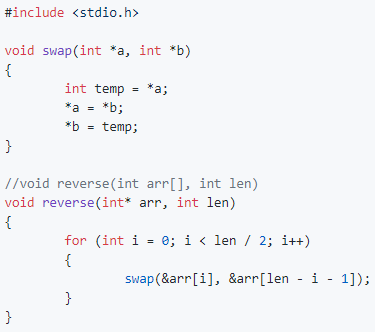 #include <stdio.h>

void swap(int *a, int *b)
{
        int temp = *a;
        *a = *b;
        *b = temp;
}

//void reverse(int arr[], int len)
void reverse(int* arr, int len)
{
        for (int i = 0; i < len / 2; i++)
        {
                swap(&arr[i], &arr[len - i - 1]);
        }
}